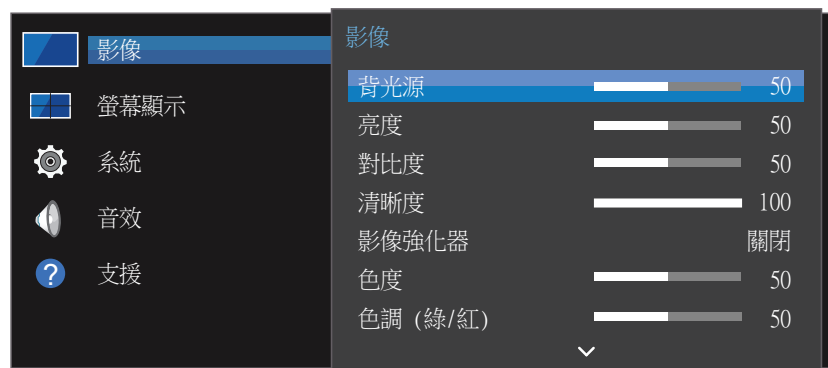 影像
螢幕顯示
系統
音效
支援
影像
背光源 50
亮度 50
對比度 50
清晰度 100
影像強化器 關閉
色度 50
色調 (綠/紅) 50